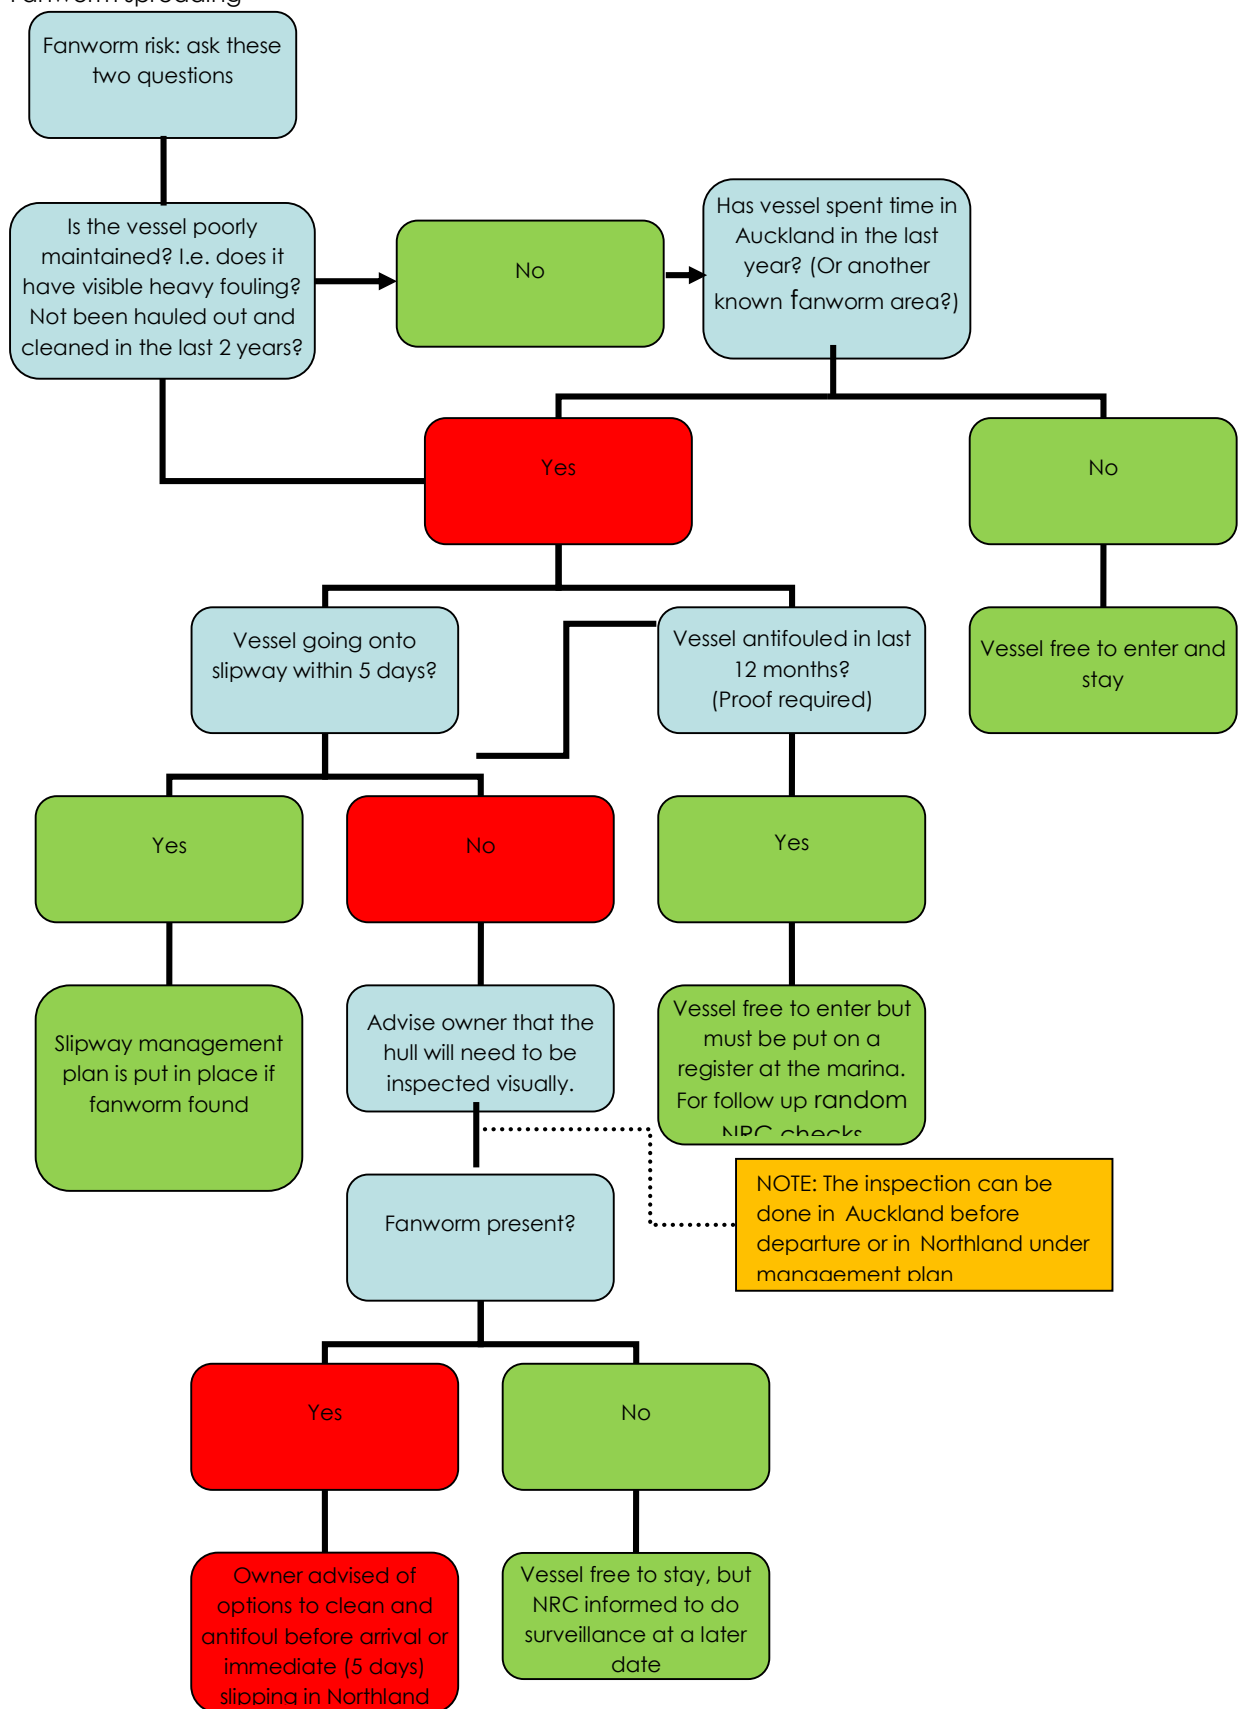 Fanworm spreading
Fanworm risk: ask these
two questions
Is the vessel poorly
maintained? I.e. does it
have visible heavy fouling?
Not been hauled out and
cleaned in the last 2 years?
No
Has vessel spent time in
Auckland in the last
year? (Or another
known fanworm area?)
Yes
No
Vessel going onto
slipway within 5 days?
Vessel antifouled in last
12 months?
(Proof required)
Vessel free to enter and
stay
Yes
No
Yes
Slipway management
plan is put in place if
fanworm found
Advise owner that the
hull will need to be
inspected visually.
Vessel free to enter but
must be put on a
register at the marina.
For follow up random
NRC checks
NOTE: The inspection can be
done in Auckland before
departure or in Northland under
management plan
Fanworm present?
Yes
No
Owner advised of
options to clean and
antifoul before arrival or
immediate (5 days)
slipping in Northland
Vessel free to stay, but
NRC informed to do
surveillance at a later
date